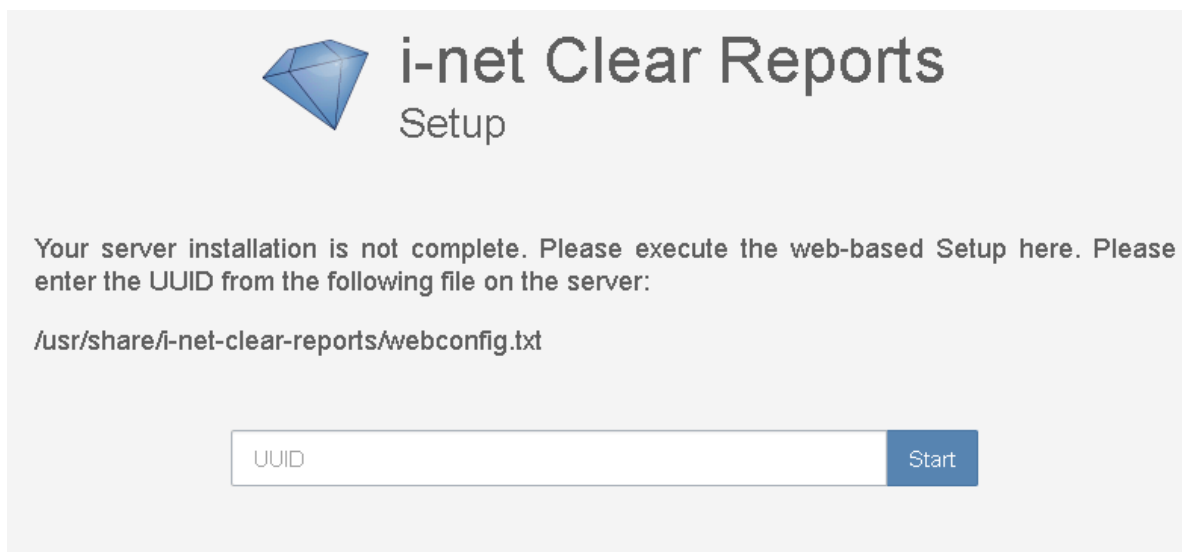 i-net Clear Reports
Setup
Your server installation is not complete. Please execute the web-based Setup here. Please
enter the UUID from the following file on the server:
/usr/share/i-net-clear-reports/webconfig.txt
UUID Start